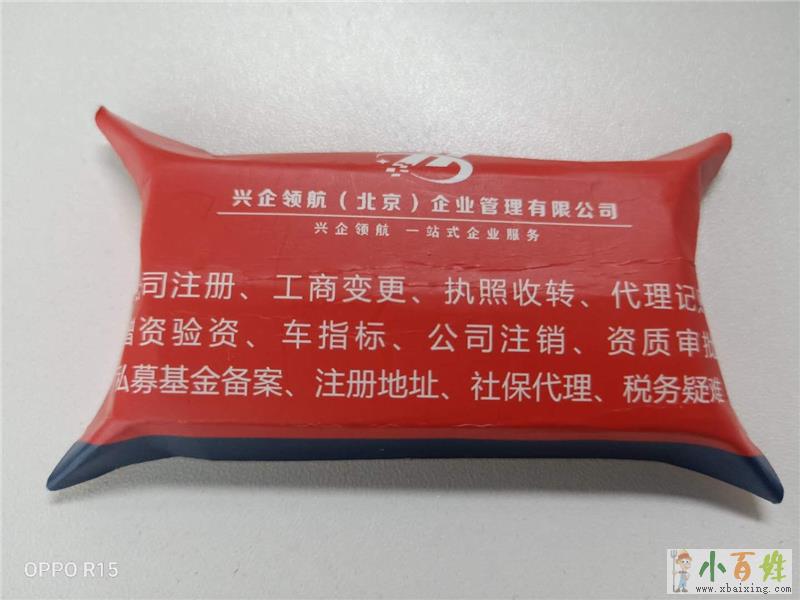 兴企领航（北京）企业管理有限公司
兴企领航 一站式企业服务
司注册、工商变更、执照收转、代理记
增资验资、车指标、公司注销、资质审批
私募基金备案、注册地址、社保代理、税务疑难
OPPO R15
小百姓
www.xbaixing.com